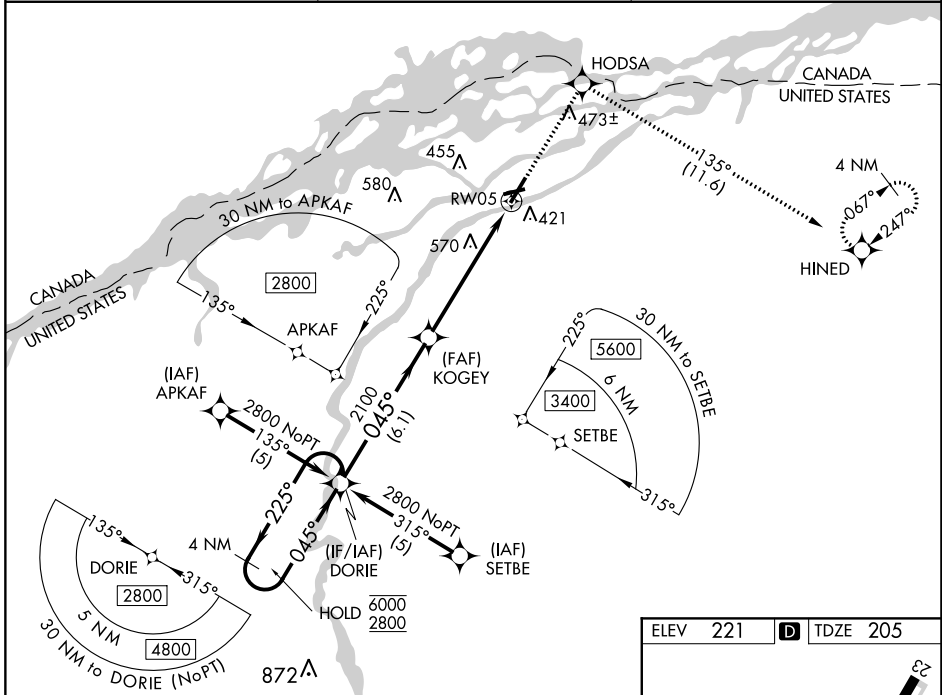 HODSA
CANADA
UNITED STATES
473±
135°
(11.6)
4 NM
067°
247°
HINED
455
580
RW05
421
570
30 NM to APKAF
2800
135°
225°
APKAF
CANADA
UNITED STATES
(FAF)
KOGEY
225°
30 NM to SETBE
5600
6 NM
3400
SETBE
315°
(IAF)
APKAF
2800 NoPT
135°
(5)
2100
045°
(6.1)
225°
045°
4 NM
(IF/IAF)
DORIE
2800 NoPT
315°
(5)
(IAF)
SETBE
HOLD
6000
2800
135°
DORIE
315°
2800
5 NM
4800
30 NM to DORIE (NoPT)
872
ELEV 221 D TDZE 205
23